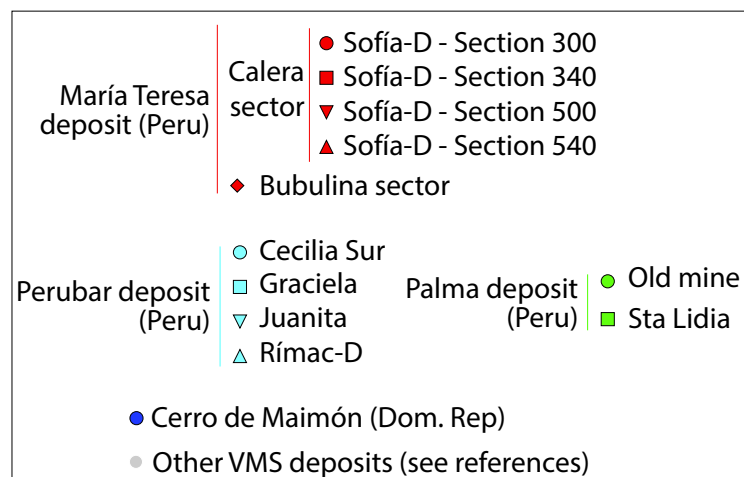 María Teresa
deposit (Peru)
Calera
sector
Sofía-D - Section 300
Sofía-D - Section 340
Sofía-D - Section 500
Sofía-D - Section 540
Bubulina sector
Perubar deposit
(Peru)
Cecilia Sur
Graciela
Juanita
Rímac-D
Palma deposit
(Peru)
Old mine
Sta Lidia
Cerro de Maimón (Dom. Rep)
Other VMS deposits (see references)